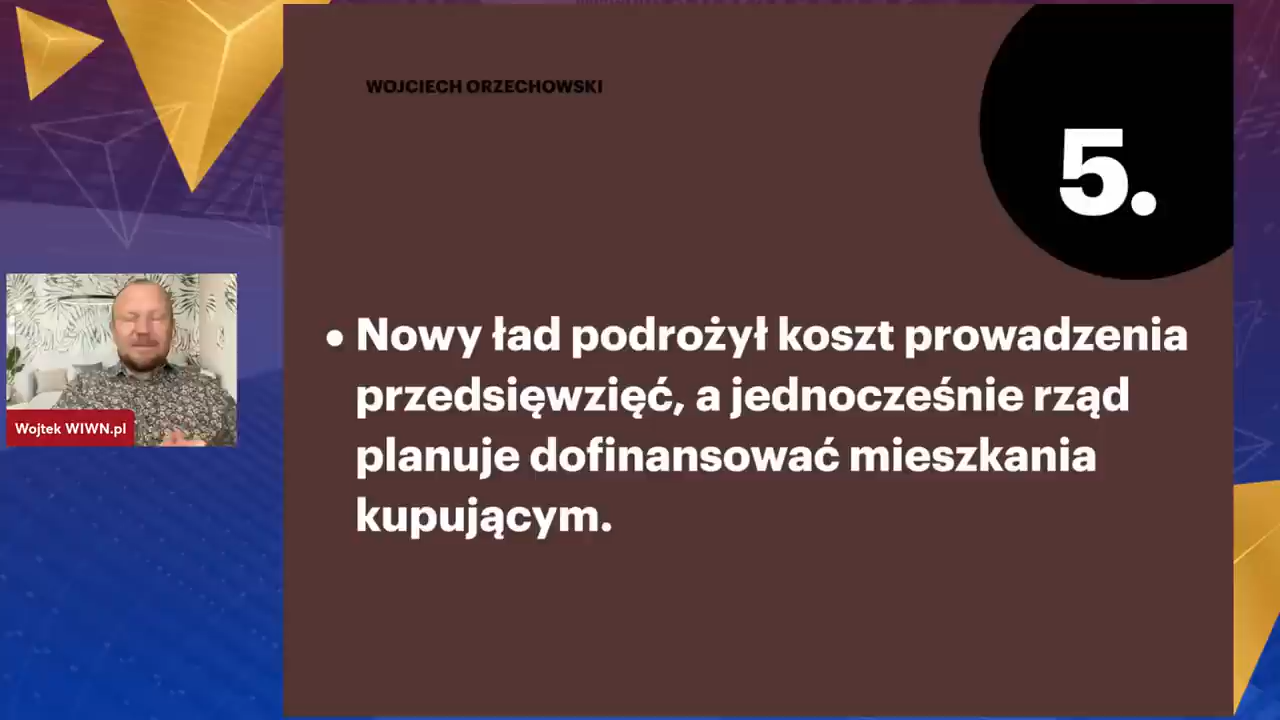 WOJCIECH ORZECHOWSKI
5.
• Nowy ład podrożył koszt prowadzenia
przedsięwzięć, a jednocześnie rząd
planuje dofinansować mieszkania
kupującym.
Wojtek WIWN.pl